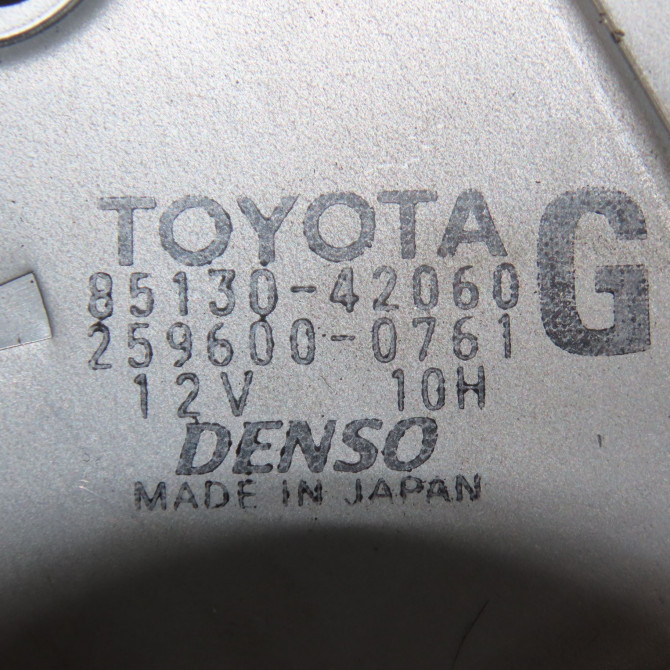 TOYOTA G
85130-42060
259600-0761
12V 10H
DENSO
MADE IN JAPAN